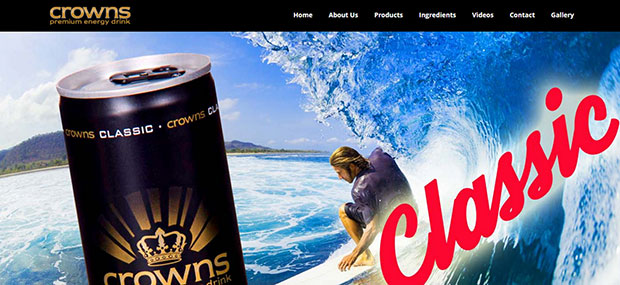 crowns
premium energy drink
Home About Us Products Ingredients Videos Contact Gallery
crowns CLASSIC • crowns CLA
Classic
crowns
drink